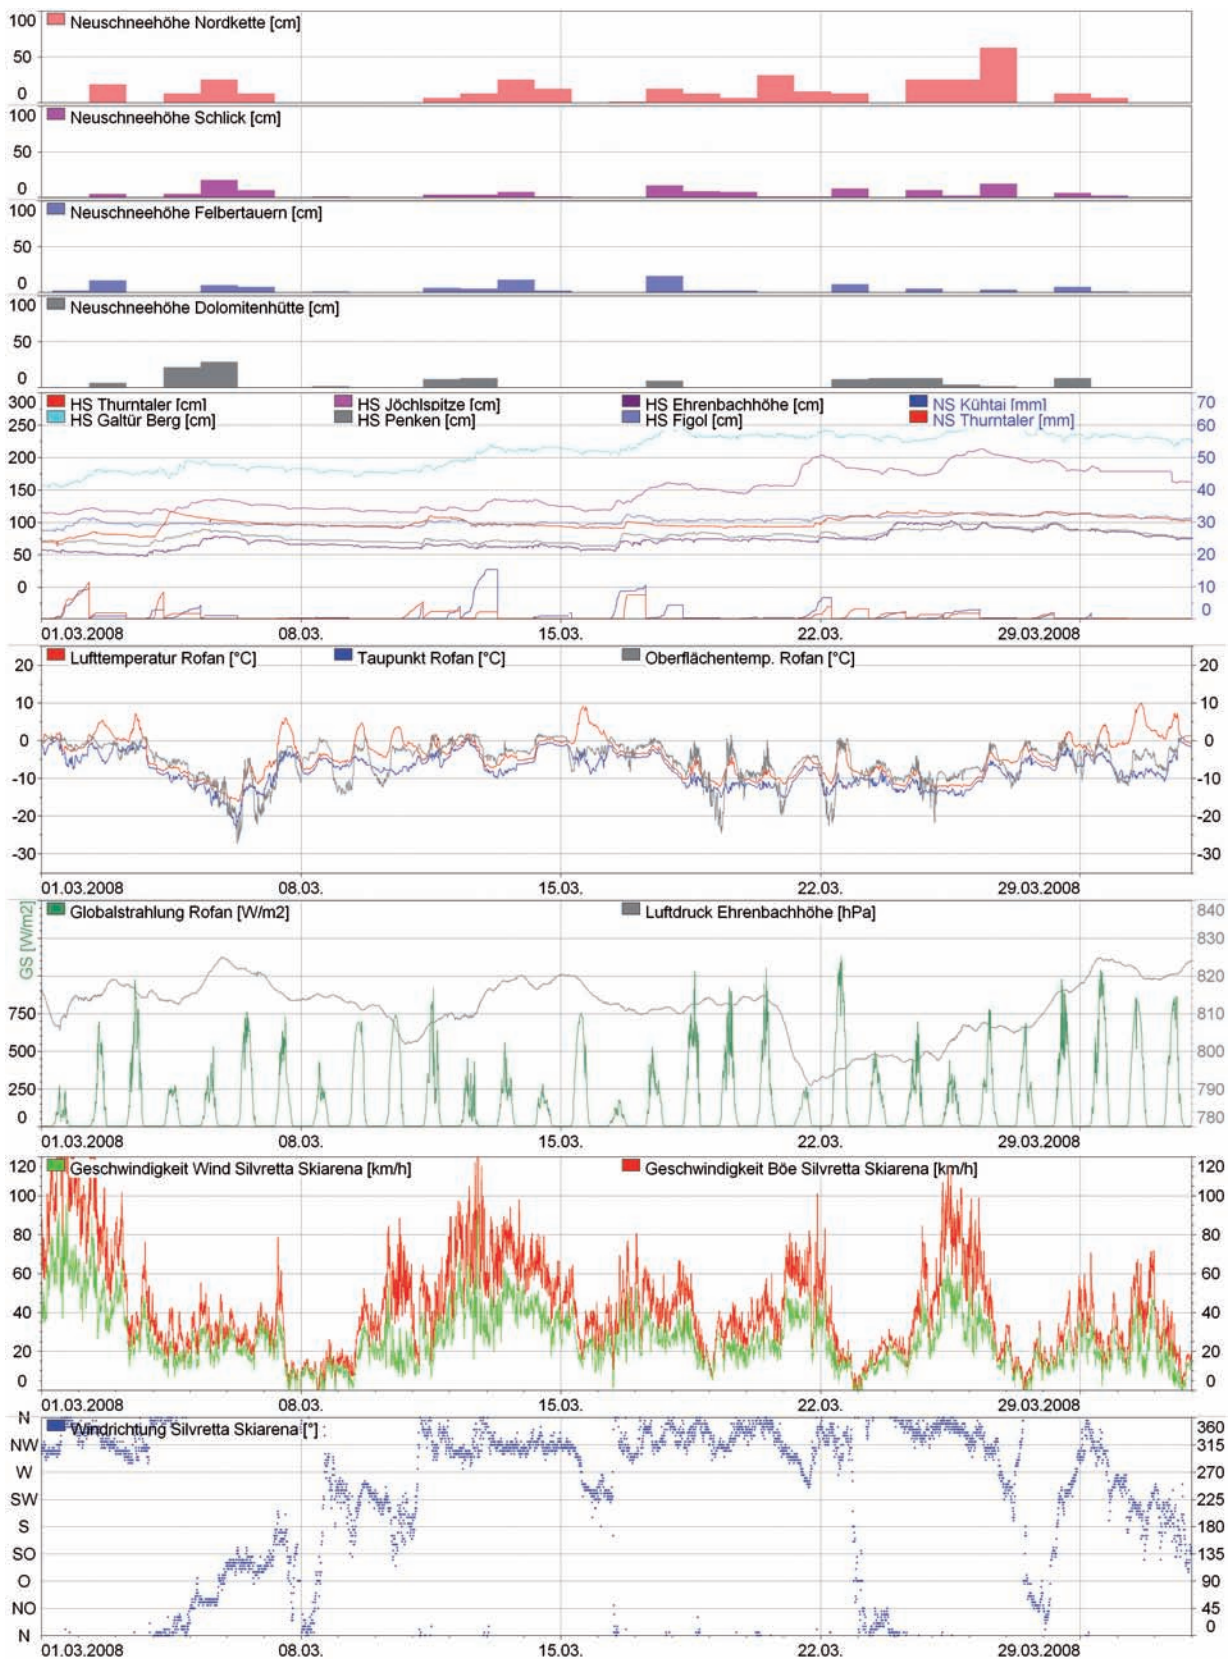 100
Neuschneehöhe Nordkette [cm]
50
0
100
Neuschneehöhe Schlick [cm]
50
0
100
Neuschneehöhe Felbertauern [cm]
50
0
100
Neuschneehöhe Dolomitenhütte [cm]
50
0
300 HS Thurntaler [cm] HS Jöchlspitze [cm] HS Ehrenbachhöhe [cm] NS Kühtai [mm] 70
HS Galtür Berg [cm] HS Penken [cm] HS Figol [cm] NS Thurntaler [mm]
250 60
200 50
150 40
100 30
50 20
0 10
0
01.03.2008 08.03. 15.03. 22.03. 29.03.2008
Lufttemperatur Rofan [°C] Taupunkt Rofan [°C] Oberflächentemp. Rofan [°C]
20 20
10 10
0 0
-10 -10
-20 -20
-30 -30
01.03.2008 08.03. 15.03. 22.03. 29.03.2008
GS [W/m2]
Globalstrahlung Rofan [W/m2] Luftdruck Ehrenbachhöhe [hPa] 840
830
820
750 810
500 800
250 790
0 780
01.03.2008 08.03. 15.03. 22.03. 29.03.2008
120 Geschwindigkeit Wind Silvretta Skiarena [km/h] Geschwindigkeit Böe Silvretta Skiarena [km/h] 120
100 100
80 80
60 60
40 40
20 20
0 0
01.03.2008 08.03. 15.03. 22.03. 29.03.2008
N Windrichtung Silvretta Skiarena [°] 360
NW 315
W 270
SW 225
S 180
SO 135
O 90
NO 45
N 0
01.03.2008 08.03. 15.03. 22.03. 29.03.2008